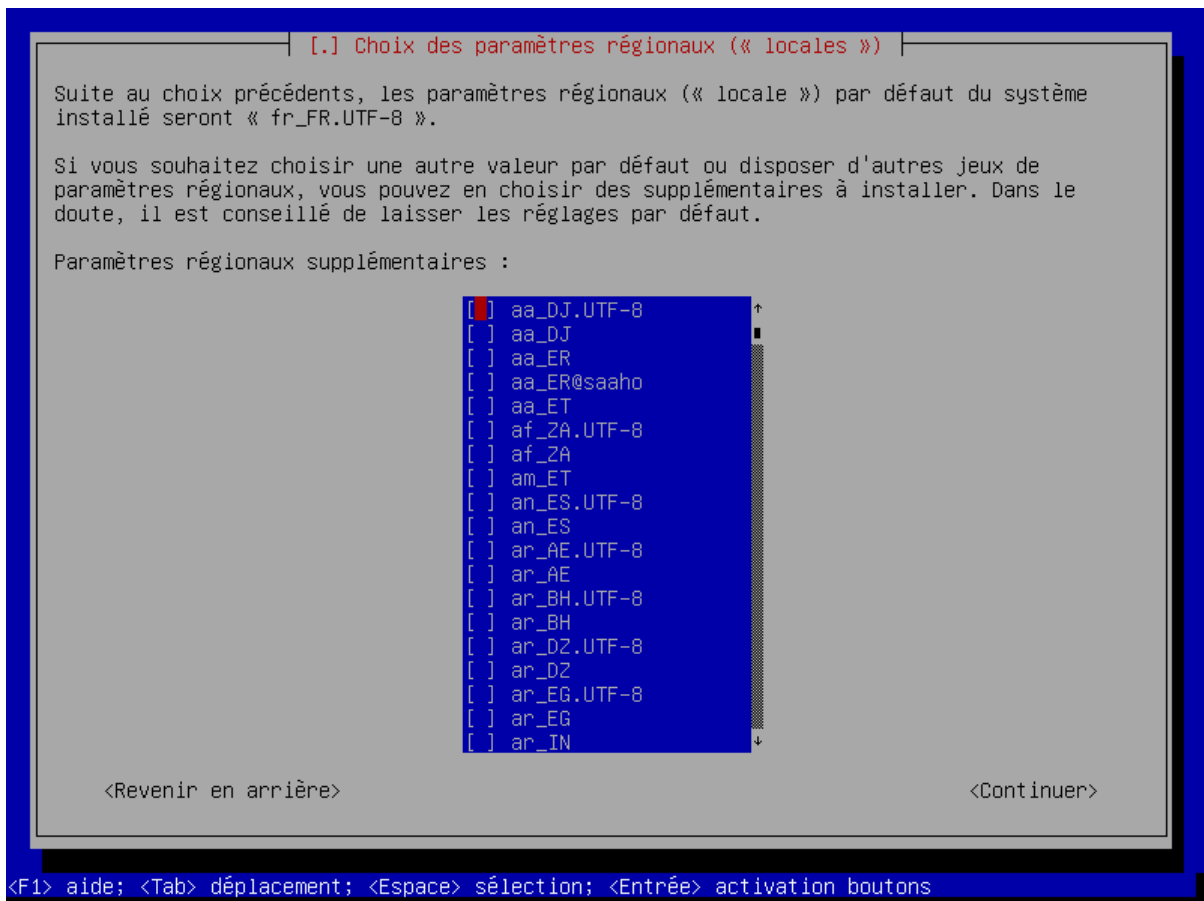 [.] Choix des paramètres régionaux (« locales »)
Suite au choix précédents, les paramètres régionaux (« locale ») par défaut du système
installé seront « fr_FR.UTF-8 ».
Si vous souhaitez choisir une autre valeur par défaut ou disposer d'autres jeux de
paramètres régionaux, vous pouvez en choisir des supplémentaires à installer. Dans le
doute, il est conseillé de laisser les réglages par défaut.
Paramètres régionaux supplémentaires :
[ ] aa_DJ.UTF-8
[ ] aa_DJ
[ ] aa_ER
[ ] aa_ER@saaho
[ ] aa_ET
[ ] af_ZA.UTF-8
[ ] af_ZA
[ ] am_ET
[ ] an_ES.UTF-8
[ ] an_ES
[ ] ar_AE.UTF-8
[ ] ar_AE
[ ] ar_BH.UTF-8
[ ] ar_BH
[ ] ar_DZ.UTF-8
[ ] ar_DZ
[ ] ar_EG.UTF-8
[ ] ar_EG
[ ] ar_IN
<Revenir en arrière> <Continuer>
<F1> aide; <Tab> déplacement; <Espace> sélection; <Entrée> activation boutons